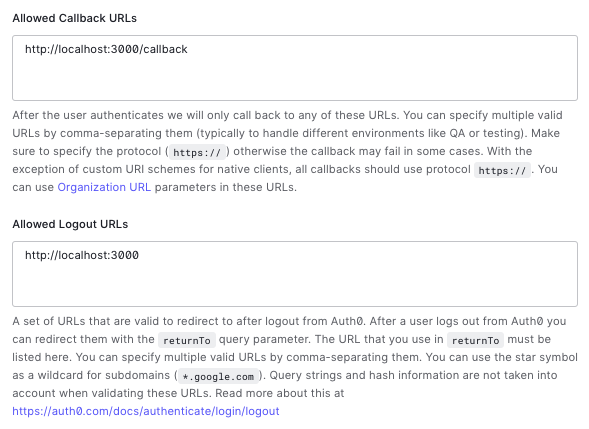 Allowed Callback URLs
http://localhost:3000/callback
After the user authenticates we will only call back to any of these URLs. You can specify multiple valid
URLs by comma-separating them (typically to handle different environments like QA or testing). Make
sure to specify the protocol ( https:// ) otherwise the callback may fail in some cases. With the
exception of custom URI schemes for native clients, all callbacks should use protocol https:// . You
can use Organization URL parameters in these URLs.
Allowed Logout URLs
http://localhost:3000
A set of URLs that are valid to redirect to after logout from Auth0. After a user logs out from Auth0 you
can redirect them with the returnTo query parameter. The URL that you use in returnTo must be
listed here. You can specify multiple valid URLs by comma-separating them. You can use the star symbol
as a wildcard for subdomains ( *.google.com ). Query strings and hash information are not taken into
account when validating these URLs. Read more about this at
https://auth0.com/docs/authenticate/login/logout